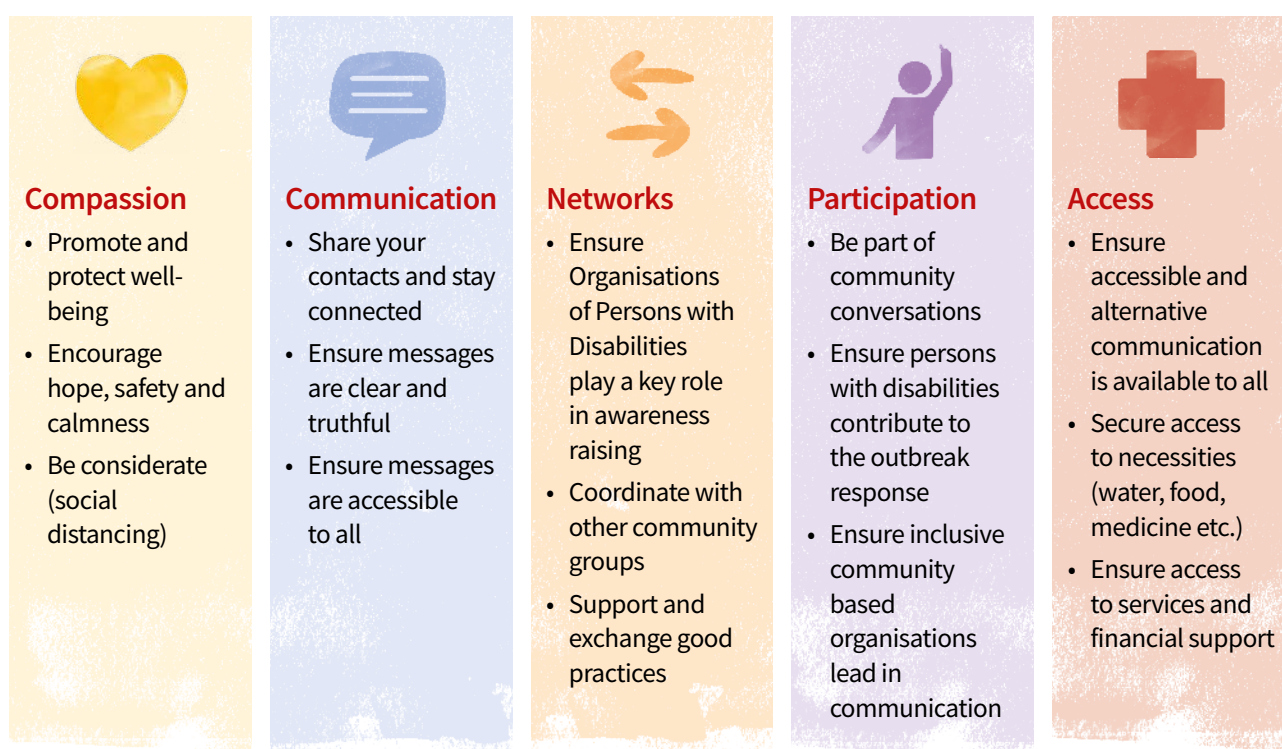 Compassion
• Promote and
protect well-
being
• Encourage
hope, safety and
calmness
• Be considerate
(social
distancing)
Communication
• Share your
contacts and stay
connected
• Ensure messages
are clear and
truthful
• Ensure messages
are accessible
to all
Networks
• Ensure
Organisations
of Persons with
Disabilities
play a key role
in awareness
raising
• Coordinate with
other community
groups
• Support and
exchange good
practices
Participation
• Be part of
community
conversations
• Ensure persons
with disabilities
contribute to
the outbreak
response
• Ensure inclusive
community
based
organisations
lead in
communication
Access
• Ensure
accessible and
alternative
communication
is available to all
• Secure access
to necessities
(water, food,
medicine etc.)
• Ensure access
to services and
financial support